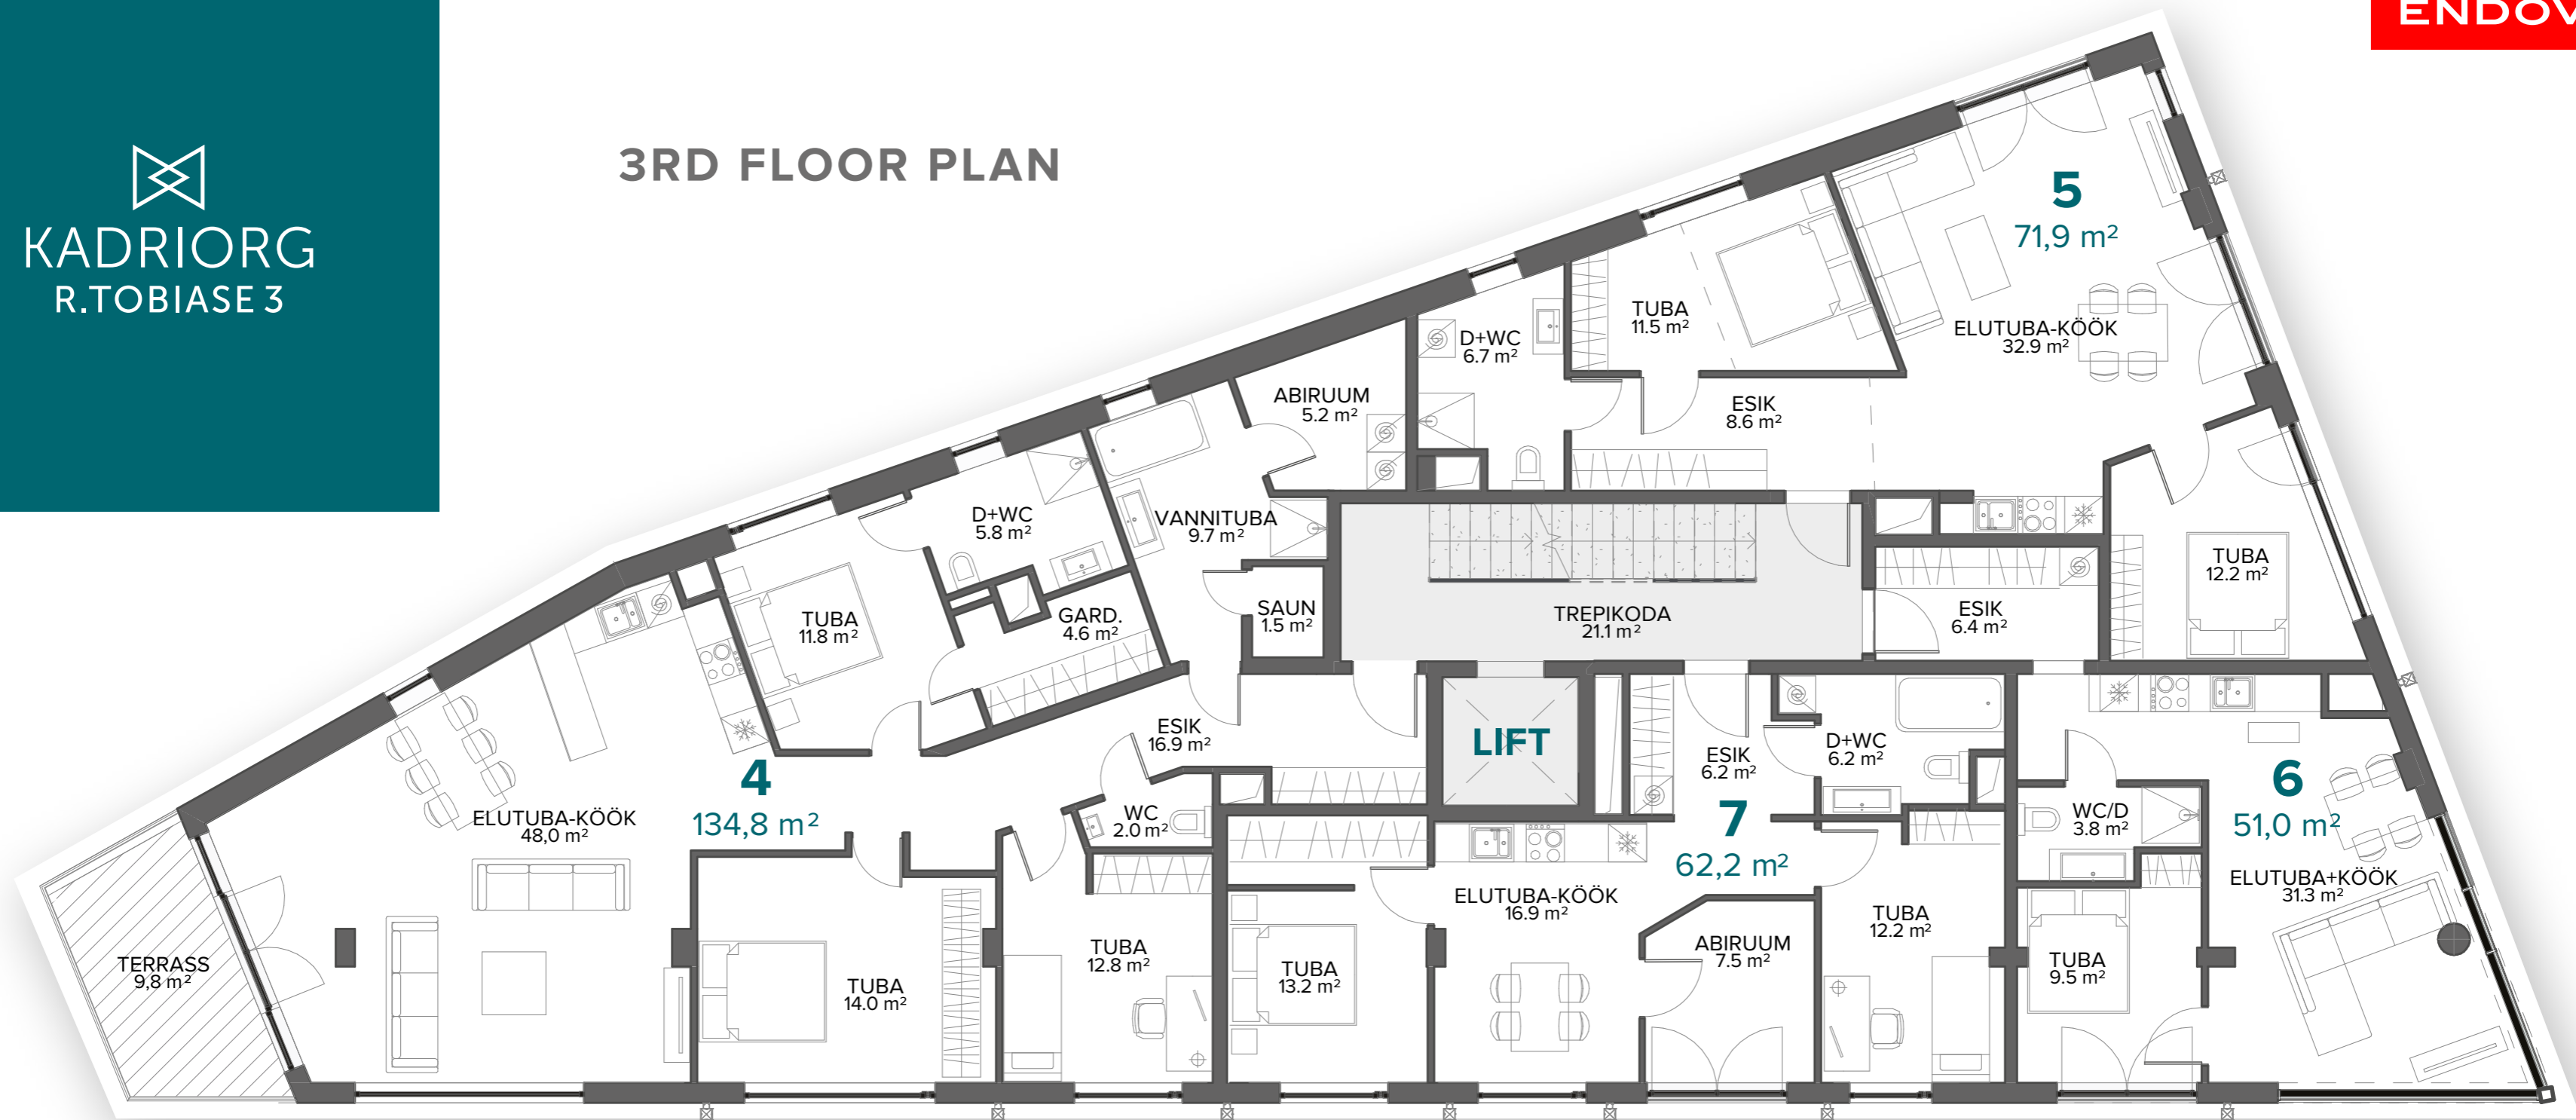 ENDOV
KADRIORG
R.TOBIASE 3
3RD FLOOR PLAN
5
71,9 m²
TUBA
11.5 m²
ELUTUBA-KÖÖK
32.9 m²
D+WC
6.7 m²
ABIRUUM
5.2 m²
ESIK
8.6 m²
D+WC
5.8 m²
VANNITUBA
9.7 m²
TUBA
12.2 m²
TUBA
11.8 m²
GARD.
4.6 m²
SAUN
1.5 m²
TREPIKODA
21.1 m²
ESIK
6.4 m²
ESIK
16.9 m²
LIFT
ESIK
6.2 m²
D+WC
6.2 m²
4
134,8 m²
ELUTUBA-KÖÖK
48,0 m²
WC
2.0 m²
7
62,2 m²
WC/D
3.8 m²
6
51,0 m²
ELUTUBA+KÖÖK
31.3 m²
ELUTUBA-KÖÖK
16.9 m²
TUBA
12.2 m²
TERRASS
9,8 m²
TUBA
14.0 m²
TUBA
12.8 m²
TUBA
13.2 m²
ABIRUUM
7.5 m²
TUBA
9.5 m²